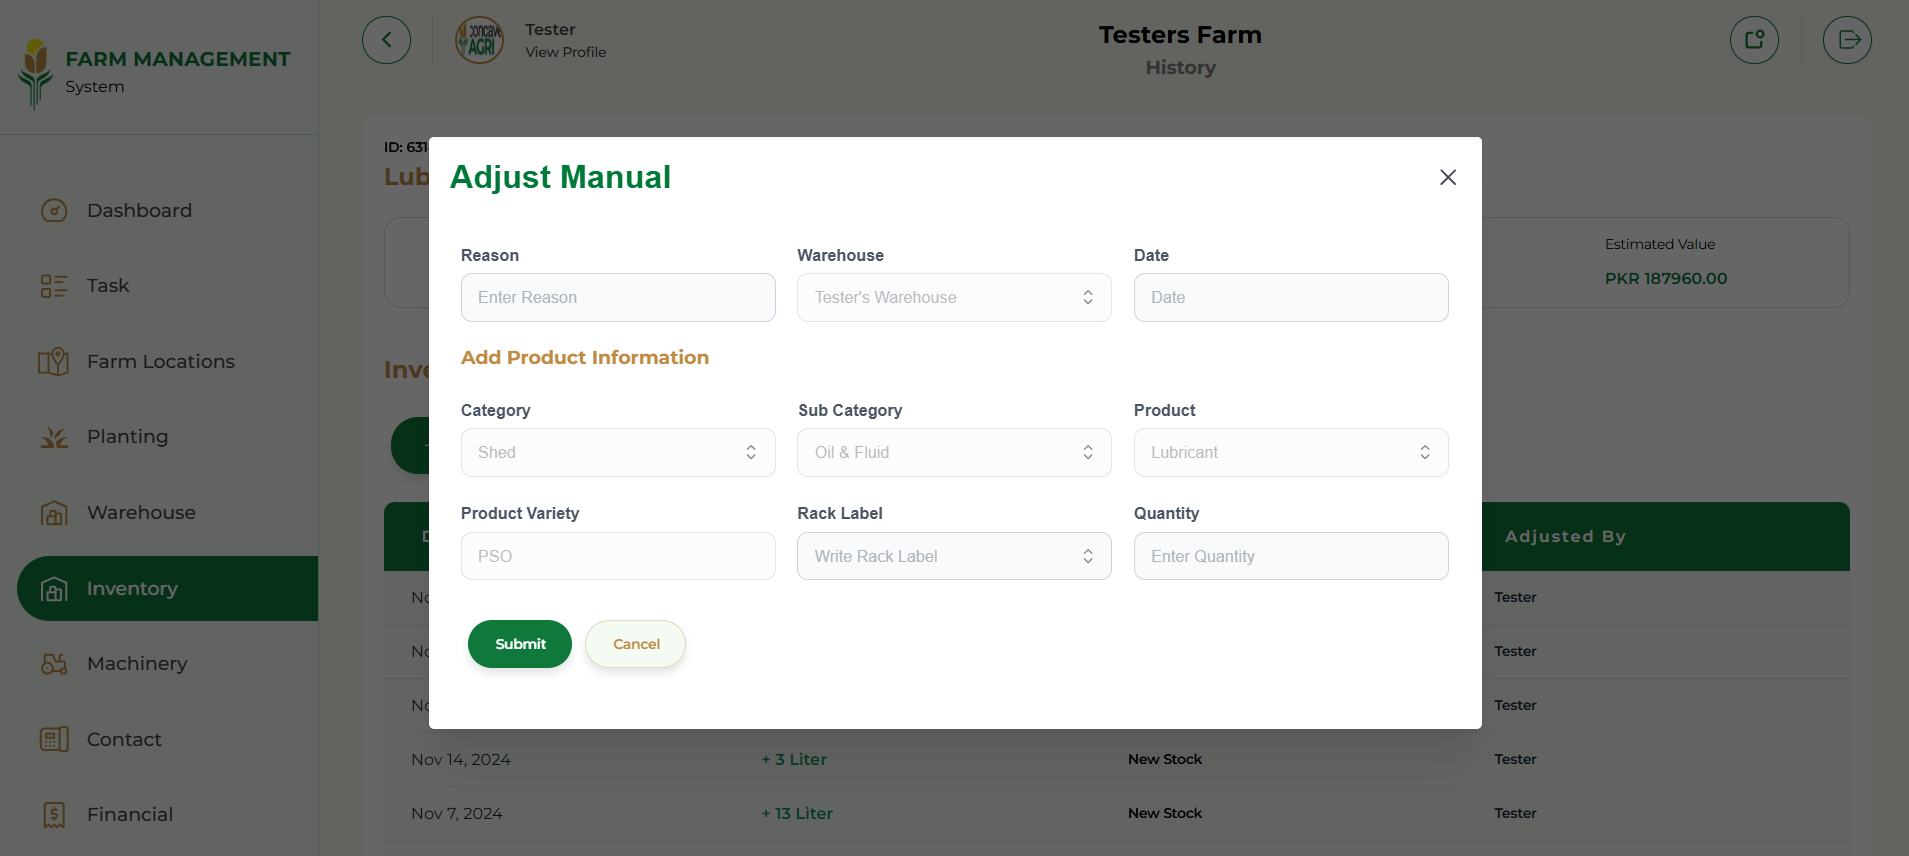 FARM MANAGEMENT
System
Dashboard
Task
Farm Locations
Planting
Warehouse
Inventory
Machinery
Contact
Financial
Concave
AGRI
Tester
View Profile
Testers Farm
History
ID: 631
Lub
Estimated Value
PKR 187960.00
Inve
Adjust Manual
Reason
Warehouse
Date
Enter Reason
Tester's Warehouse
Date
Add Product Information
Category
Sub Category
Product
Shed
Oil & Fluid
Lubricant
Product Variety
Rack Label
Quantity
PSO
Write Rack Label
Enter Quantity
Submit
Cancel
Adjusted By
Tester
Tester
Tester
Nov 14, 2024
+ 3 Liter
New Stock
Tester
Nov 7, 2024
+ 13 Liter
New Stock
Tester